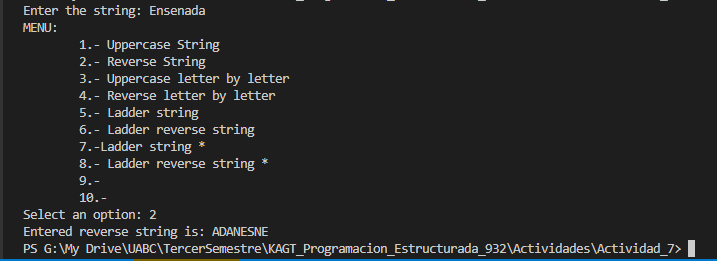 Enter the string: Ensenada
MENU:
1.- Uppercase String
2.- Reverse String
3.- Uppercase letter by letter
4.- Reverse letter by letter
5.- Ladder string
6.- Ladder reverse string
7.-Ladder string *
8.- Ladder reverse string *
9.-
10.-
Select an option: 2
Entered reverse string is: ADANESNE
PS G:\My Drive\UABC\TercerSemestre\KAGT_Programacion_Estructurada_932\Actividades\Actividad_7>